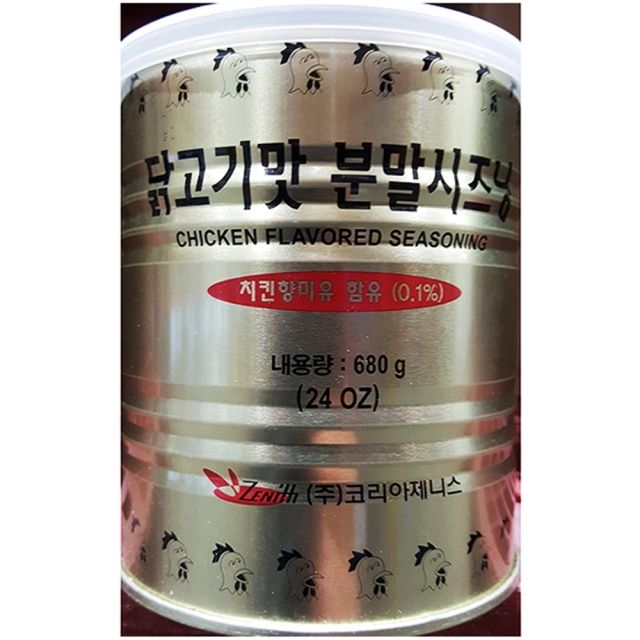 닭고기맛 분말시즈닝
CHICKEN FLAVORED SEASONING
치킨향미유 함유 (0.1%)
내용량 : 680 g
(24 OZ)
ZENith (주)코리아제니스